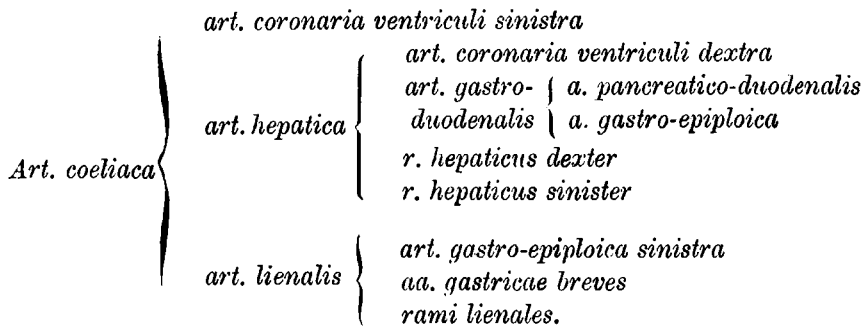 art. coronaria ventriculi sinistra
art. coronaria ventriculi dextra
art. gastro- a. pancreatico-duodenalis
art. hepatica
duodenalis a. gastro-epiploica
Art. coeliaca
r. hepaticus dexter
r. hepaticus sinister
art. gastro-epiploica sinistra
art. lienalis
aa. gastricae breves
rami lienales.